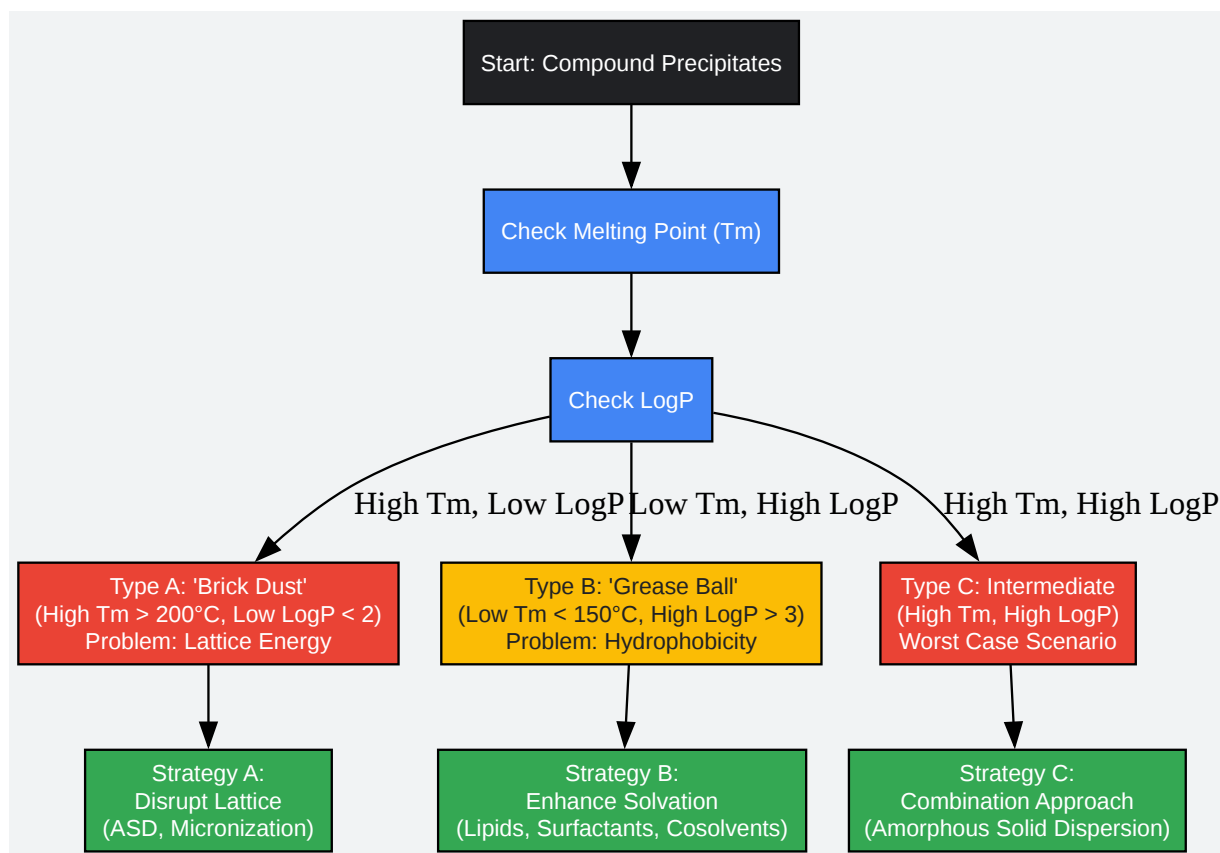 Start: Compound Precipitates
Check Melting Point (Tm)
Check LogP
High Tm, Low LogP
Low Tm, High LogP
High Tm, High LogP
Type A: 'Brick Dust'
(High Tm > 200°C, Low LogP < 2)
Problem: Lattice Energy
Type B: 'Grease Ball'
(Low Tm < 150°C, High LogP > 3)
Problem: Hydrophobicity
Type C: Intermediate
(High Tm, High LogP)
Worst Case Scenario
Strategy A:
Disrupt Lattice
(ASD, Micronization)
Strategy B:
Enhance Solvation
(Lipids, Surfactants, Cosolvents)
Strategy C:
Combination Approach
(Amorphous Solid Dispersion)